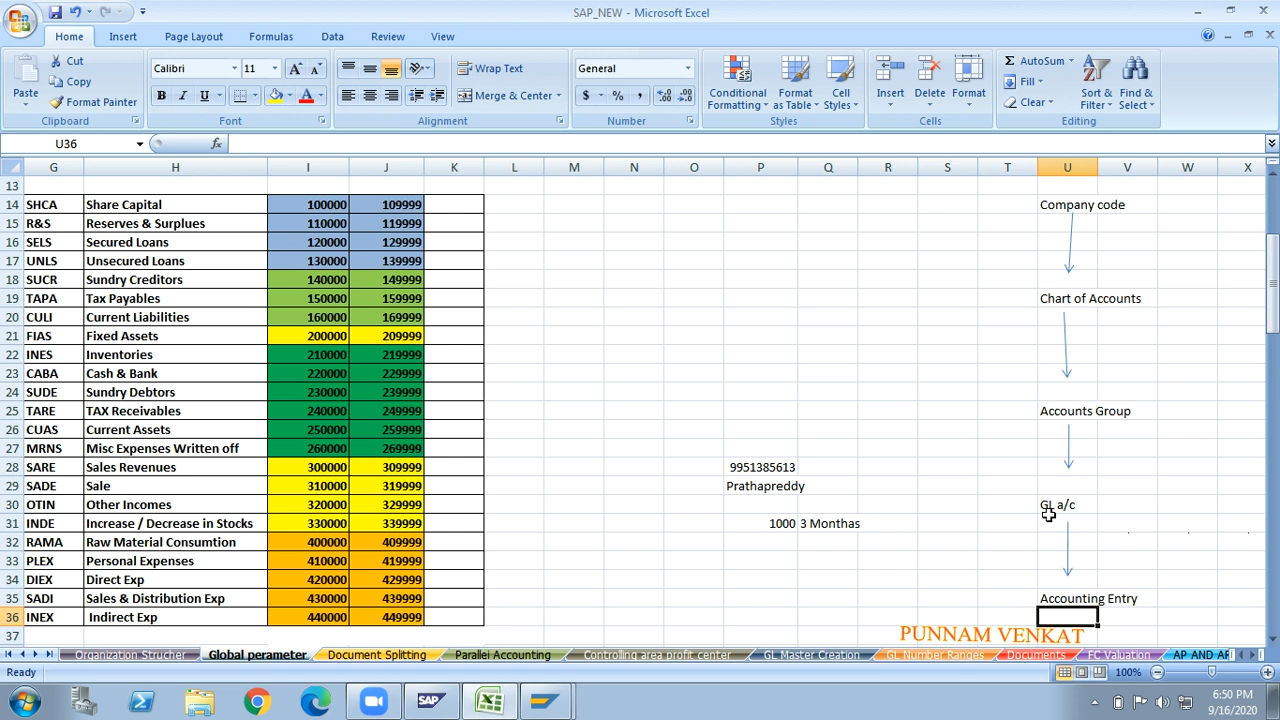 SAP_NEW - Microsoft Excel
Home Insert Page Layout Formulas Data Review View
Paste Cut Copy Format Painter Clipboard
Calibri 11 Font
Wrap Text Merge & Center Alignment
General Number
Conditional Formatting Format as Table Cell Styles Styles
Insert Delete Format Cells
AutoSum Fill Clear Sort & Filter Find & Select Editing
U36
G H I J K L M N O P Q R S T U V W X
13
14 SHCA Share Capital 100000 109999 Company code
15 R&S Reserves & Surplues 110000 119999
16 SELS Secured Loans 120000 129999
17 UNLS Unsecured Loans 130000 139999
18 SUCR Sundry Creditors 140000 149999
19 TAPA Tax Payables 150000 159999 Chart of Accounts
20 CULI Current Liabilities 160000 169999
21 FIAS Fixed Assets 200000 209999
22 INES Inventories 210000 219999
23 CABA Cash & Bank 220000 229999
24 SUDE Sundry Debtors 230000 239999
25 TARE TAX Receivables 240000 249999 Accounts Group
26 CUAS Current Assets 250000 259999
27 MRNS Misc Expenses Written off 260000 269999
28 SARE Sales Revenues 300000 309999 9951385613
29 SADE Sale 310000 319999 Prathapreddy
30 OTIN Other Incomes 320000 329999 GL a/c
31 INDE Increase / Decrease in Stocks 330000 339999 1000 3 Monthas
32 RAMA Raw Material Consumtion 400000 409999
33 PLEX Personal Expenses 410000 419999
34 DIEX Direct Exp 420000 429999
35 SADI Sales & Distribution Exp 430000 439999 Accounting Entry
36 INEX Indirect Exp 440000 449999
37
PUNNAM VENKAT
Organization Strucher Global perameter Document Splitting Parallei Accounting Controlling area profit center GL Master Creation GL Number Ranges Documents FC Valuation AP AND AR
Ready 100%
6:50 PM
9/16/2020